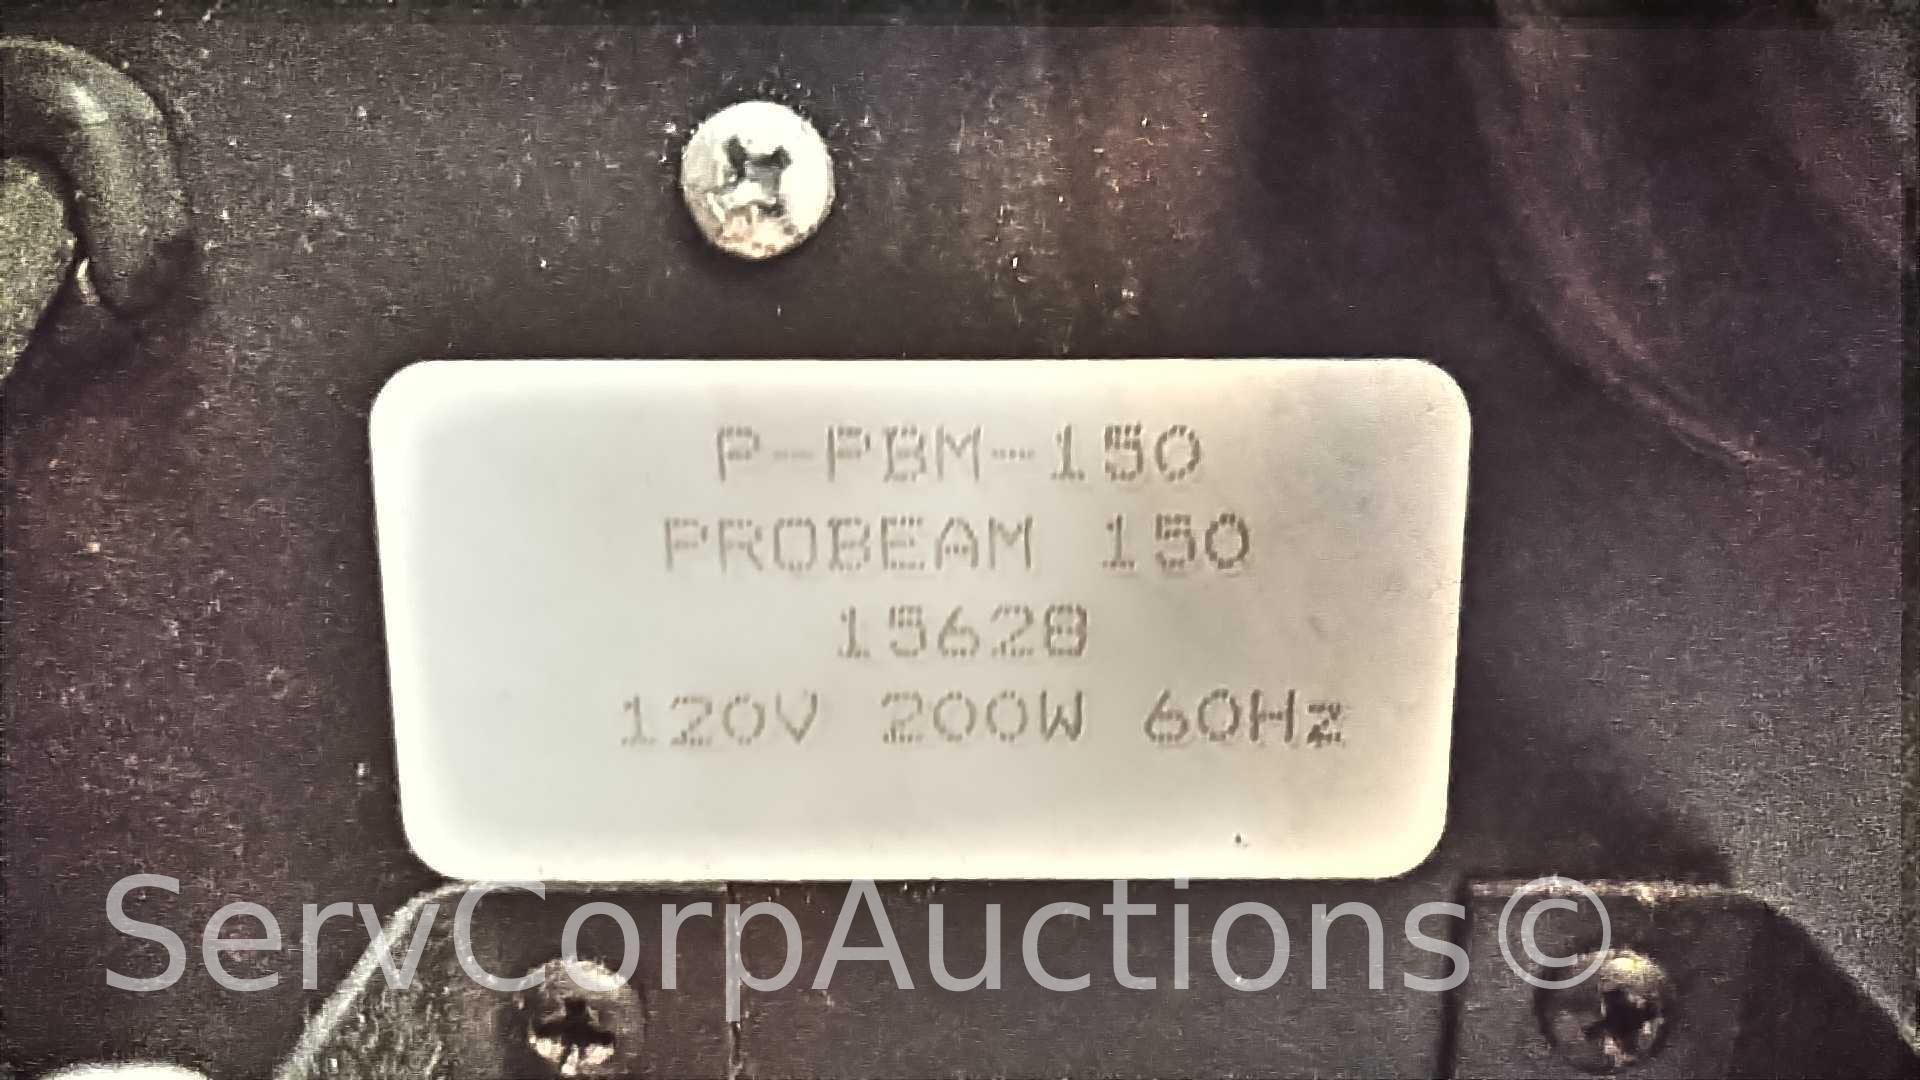 P-PBM-150
PROBEAM 150
15628
120V 200W 60Hz
ServCorpAuctions©